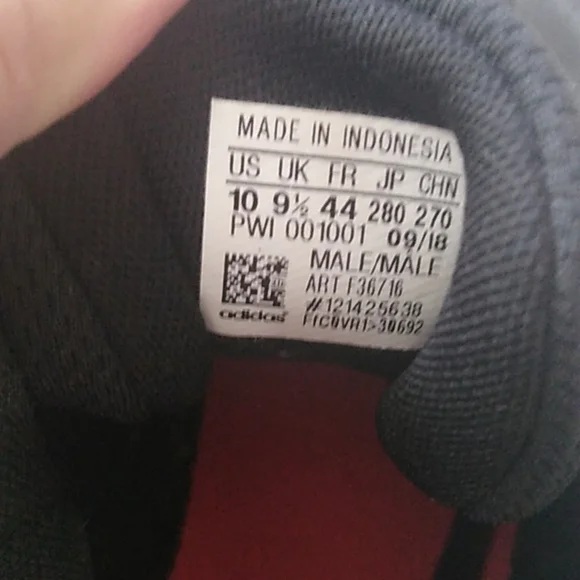 MADE IN INDONESIA
US UK FR JP CHN
10 9½ 44 280 270
PWI 001001 09/18
MALE/MÂLE
ART F36716
#121425638
adidas